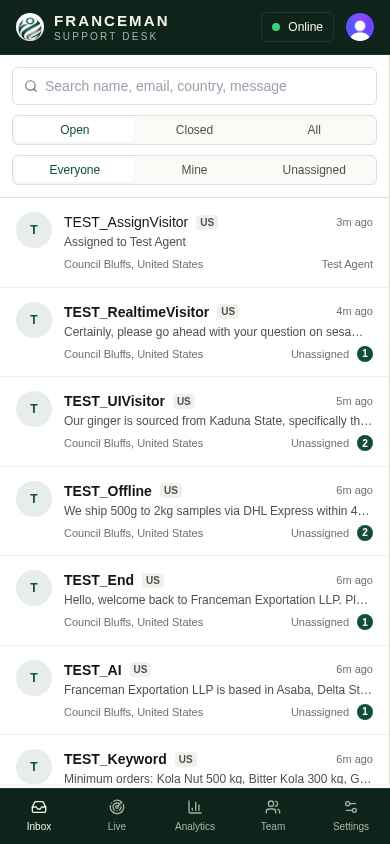 FRANCEMAN
SUPPORT DESK
Online
Search name, email, country, message
Open Closed All
Everyone Mine Unassigned
T
TEST_AssignVisitor US 3m ago
Assigned to Test Agent
Council Bluffs, United States Test Agent
T
TEST_RealtimeVisitor US 4m ago
Certainly, please go ahead with your question on sesa…
Council Bluffs, United States Unassigned 1
T
TEST_UIVisitor US 5m ago
Our ginger is sourced from Kaduna State, specifically th…
Council Bluffs, United States Unassigned 2
T
TEST_Offline US 6m ago
We ship 500g to 2kg samples via DHL Express within 4…
Council Bluffs, United States Unassigned 2
T
TEST_End US 6m ago
Hello, welcome back to Franceman Exportation LLP. Pl…
Council Bluffs, United States Unassigned 1
T
TEST_AI US 6m ago
Franceman Exportation LLP is based in Asaba, Delta St…
Council Bluffs, United States Unassigned 1
T
TEST_Keyword US 6m ago
Minimum orders: Kola Nut 500 kg, Bitter Kola 300 kg, G…
Inbox Live Analytics Team Settings